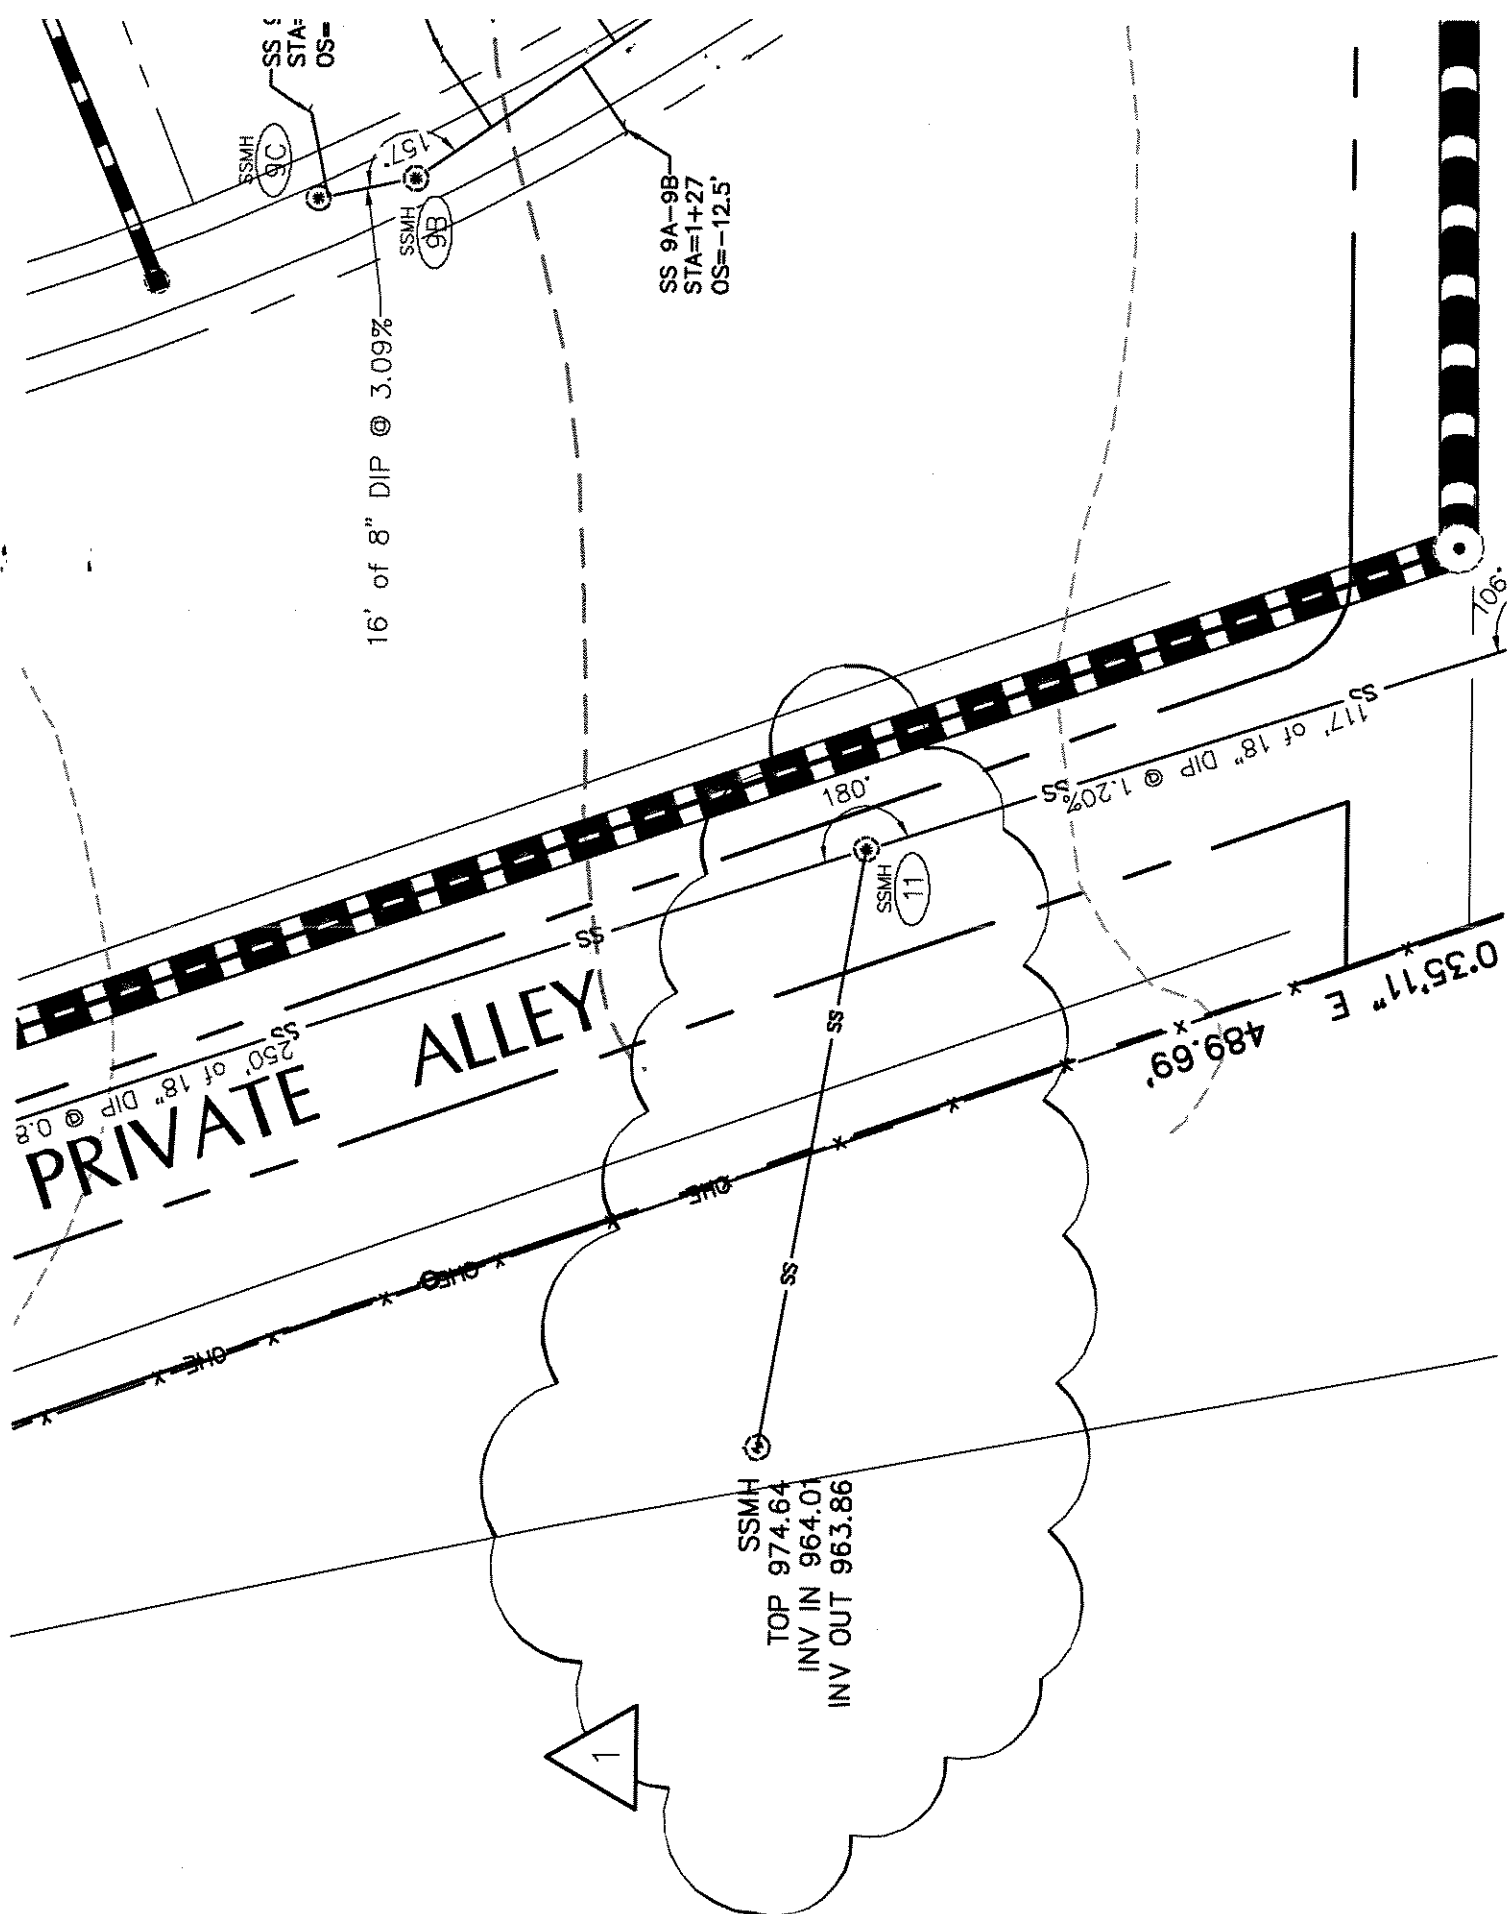 STA=
OS=
SSMH
9C
157°
SSMH
9B
SS 9A-9B
STA=1+27
OS=-12.5'
16' of 8" DIP @ 3.09%
106°
SS
117' of 18" DIP @ 1.20%
SS
180°
SSMH
11
SS
SS
SS
250' of 18" DIP @ 0.8
PRIVATE ALLEY
SS
0°35'11" E
489.69'
OHE
OHE
OHE
SS
SSMH
TOP 974.64
INV IN 964.01
INV OUT 963.86
1